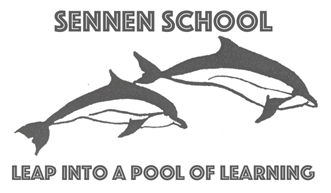 SENNEN SCHOOL
LEAP INTO A POOL OF LEARNING